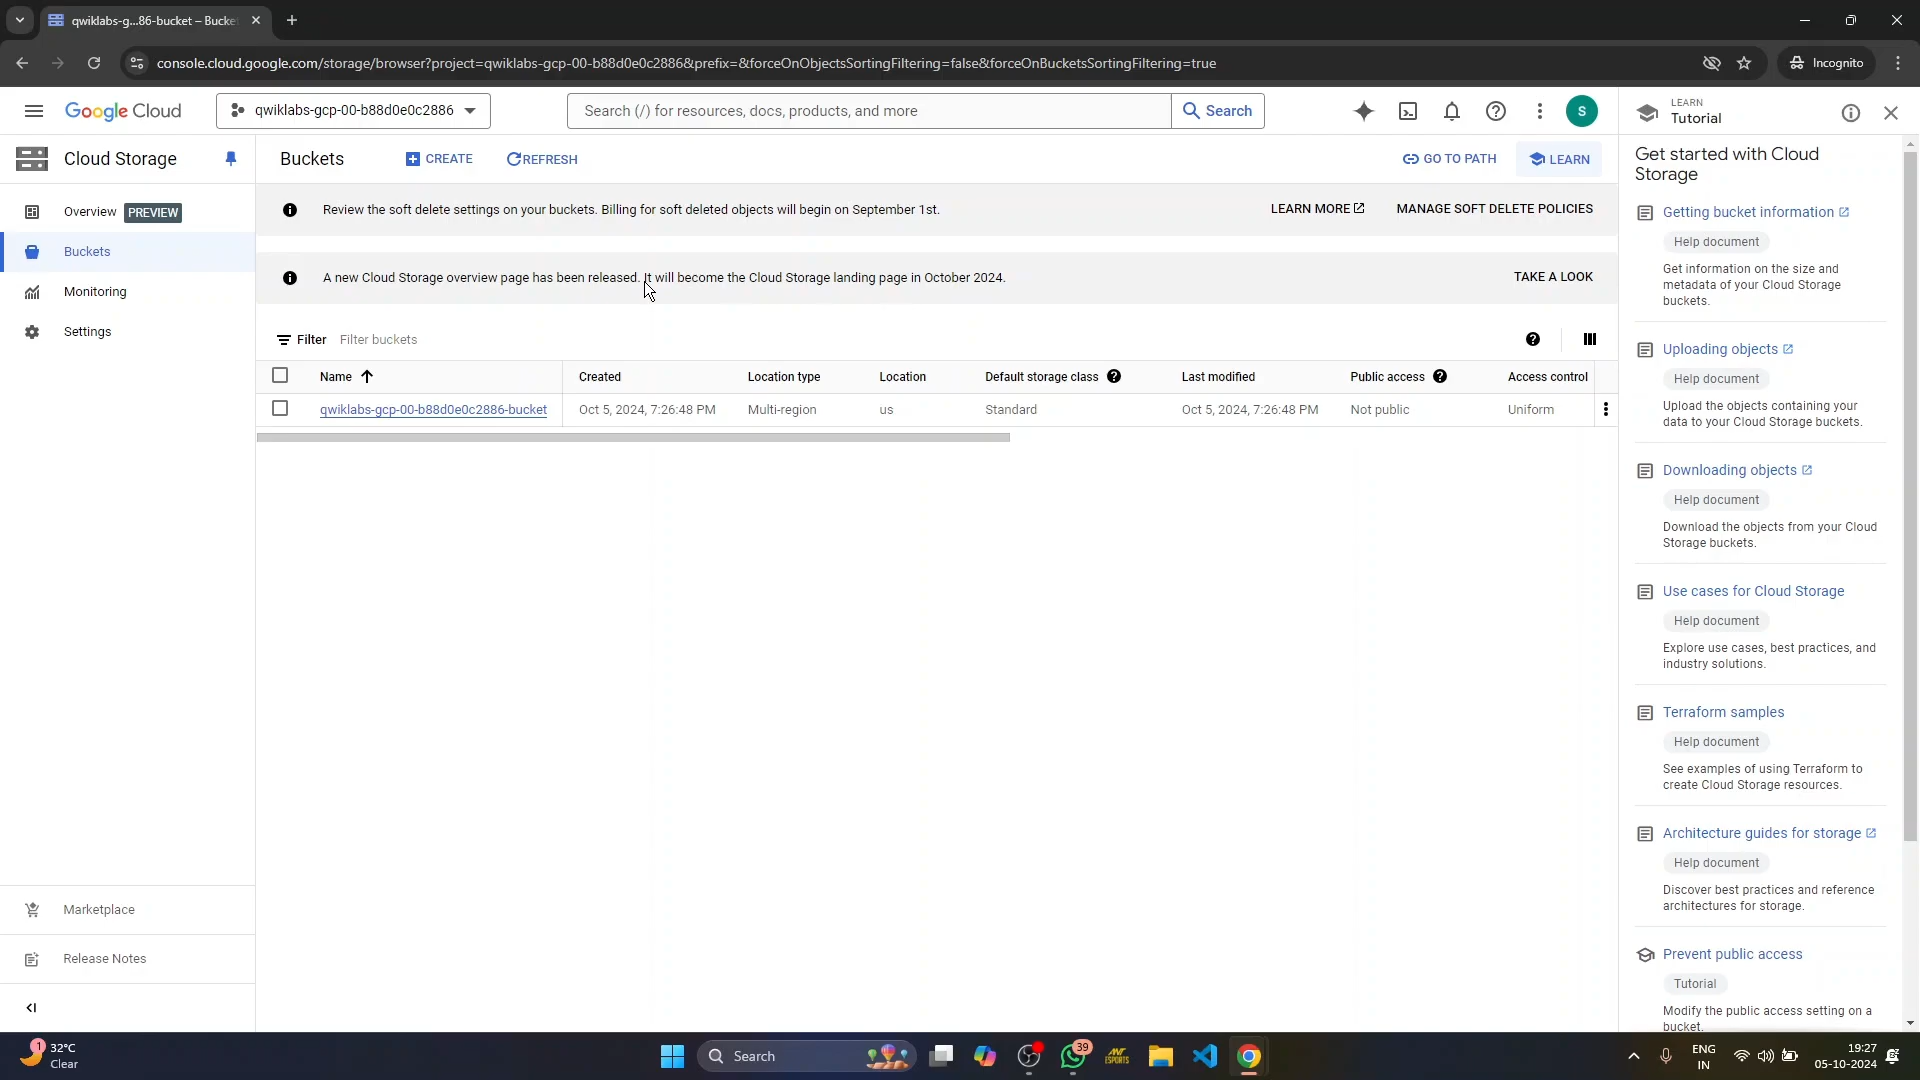 qwiklabs-g...86-bucket – Bucke
console.cloud.google.com/storage/browser?project=qwiklabs-gcp-00-b88d0e0c2886&prefix=&forceOnObjectsSortingFiltering=false&forceOnBucketsSortingFiltering=true
Incognito
Google Cloud
qwiklabs-gcp-00-b88d0e0c2886
Search (/) for resources, docs, products, and more
Search
S
LEARN
Tutorial
Cloud Storage
Overview PREVIEW
Buckets
Monitoring
Settings
Marketplace
Release Notes
Buckets
CREATE
REFRESH
GO TO PATH
LEARN
Review the soft delete settings on your buckets. Billing for soft deleted objects will begin on September 1st.
LEARN MORE
MANAGE SOFT DELETE POLICIES
A new Cloud Storage overview page has been released. It will become the Cloud Storage landing page in October 2024.
TAKE A LOOK
Filter Filter buckets
Name Created Location type Location Default storage class Last modified Public access Access control
qwiklabs-gcp-00-b88d0e0c2886-bucket Oct 5, 2024, 7:26:48 PM Multi-region us Standard Oct 5, 2024, 7:26:48 PM Not public Uniform
Get started with Cloud
Storage
Getting bucket information
Help document
Get information on the size and
metadata of your Cloud Storage
buckets.
Uploading objects
Help document
Upload the objects containing your
data to your Cloud Storage buckets.
Downloading objects
Help document
Download the objects from your Cloud
Storage buckets.
Use cases for Cloud Storage
Help document
Explore use cases, best practices, and
industry solutions.
Terraform samples
Help document
See examples of using Terraform to
create Cloud Storage resources.
Architecture guides for storage
Help document
Discover best practices and reference
architectures for storage.
Prevent public access
Tutorial
Modify the public access setting on a
bucket.
1
32°C
Clear
Search
39
ESPORTS
ENG
IN
19:27
05-10-2024